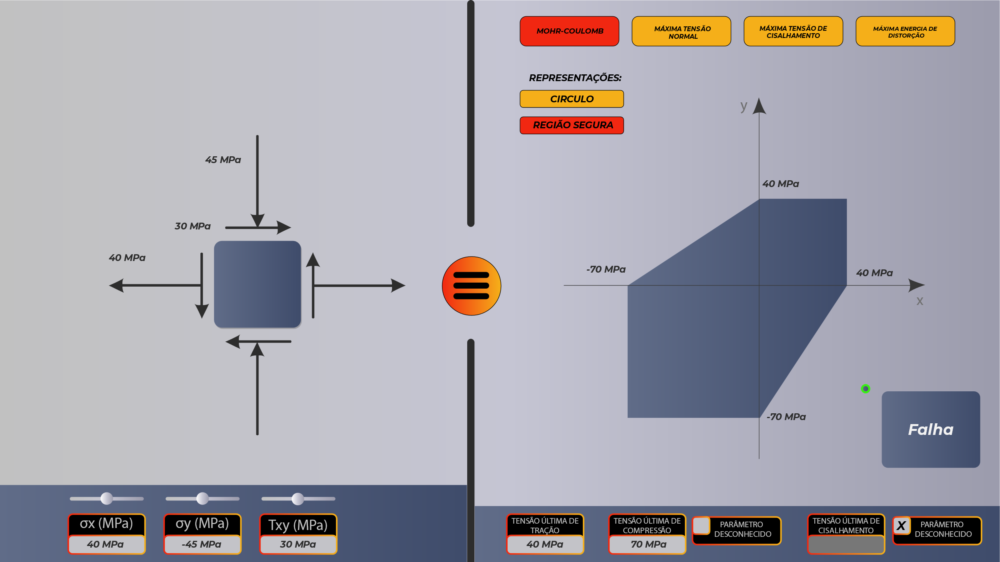 MOHR-COULOMB
MÁXIMA TENSÃO
NORMAL
MÁXIMA TENSÃO DE
CISALHAMENTO
MÁXIMA ENERGIA DE
DISTORÇÃO
REPRESENTAÇÕES:
CIRCULO
REGIÃO SEGURA
45 MPa
30 MPa
40 MPa
y
40 MPa
-70 MPa
40 MPa
x
-70 MPa
Falha
σx (MPa)
40 MPa
σy (MPa)
-45 MPa
Txy (MPa)
30 MPa
TENSÃO ÚLTIMA DE
TRAÇÃO
40 MPa
TENSÃO ÚLTIMA DE
COMPRESSÃO
70 MPa
PARÂMETRO
DESCONHECIDO
TENSÃO ÚLTIMA DE
CISALHAMENTO
X
PARÂMETRO
DESCONHECIDO